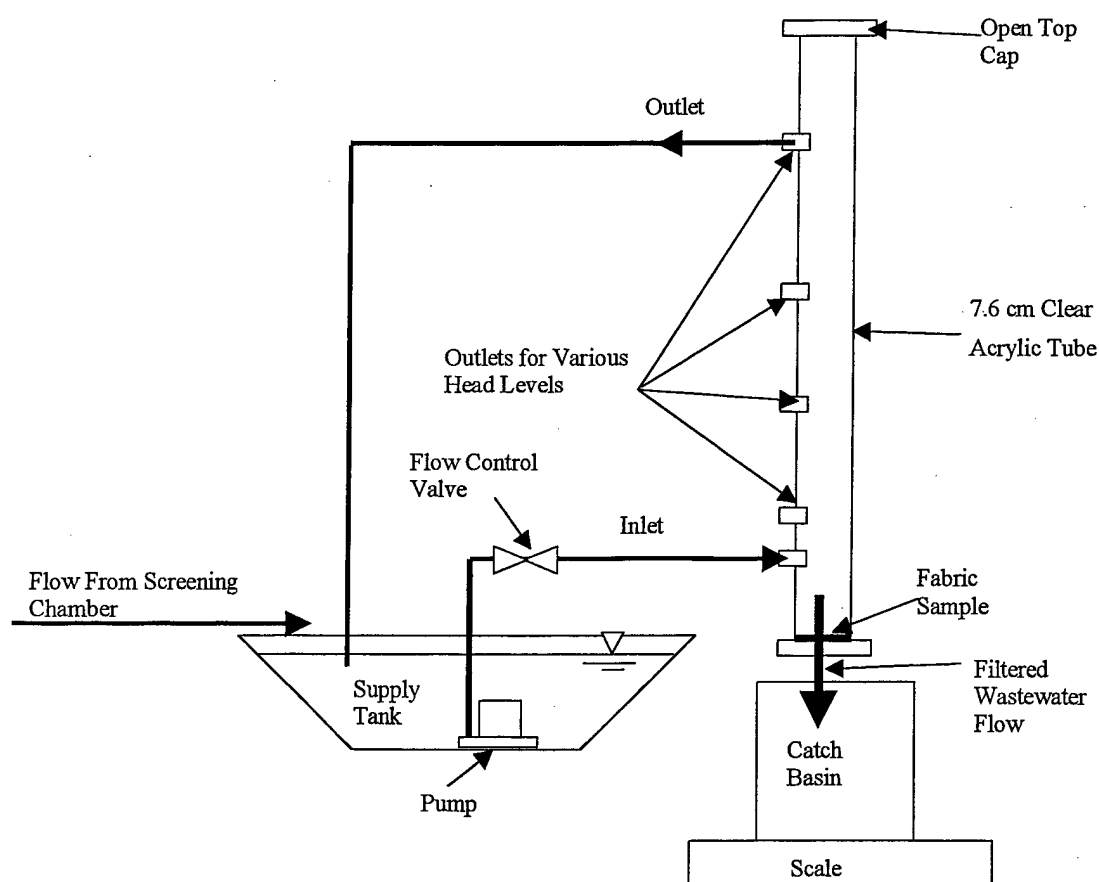 Open Top
Cap
Outlet
7.6 cm Clear
Acrylic Tube
Outlets for Various
Head Levels
Flow Control
Valve
Inlet
Flow From Screening
Chamber
Fabric
Sample
Supply
Tank
Filtered
Wastewater
Flow
Catch
Basin
Pump
Scale